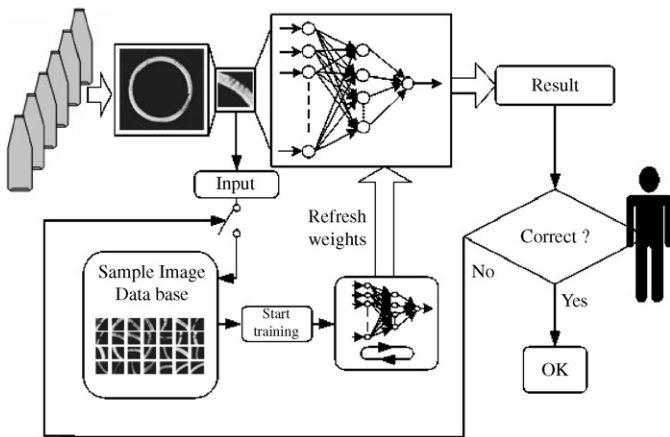 Result
Input
Refresh
weights
Correct ?
No
Sample Image
Data base
Start
training
Yes
OK